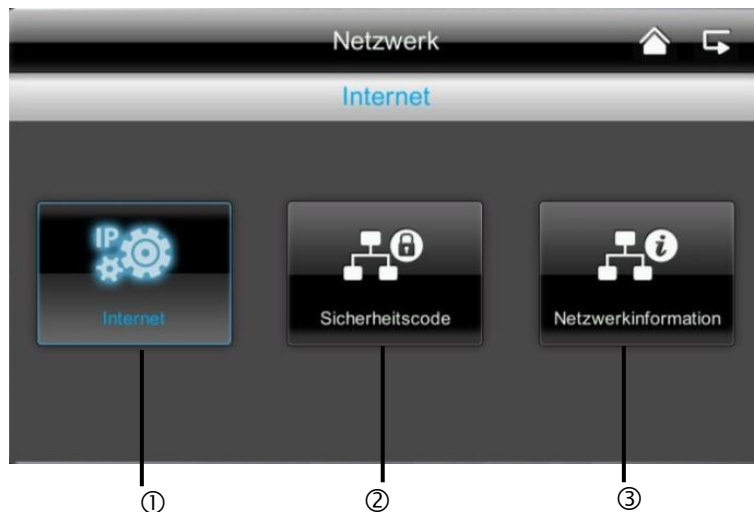 Netzwerk
Internet
IP
Internet
Sicherheitscode
Netzwerkinformation
① ② ③